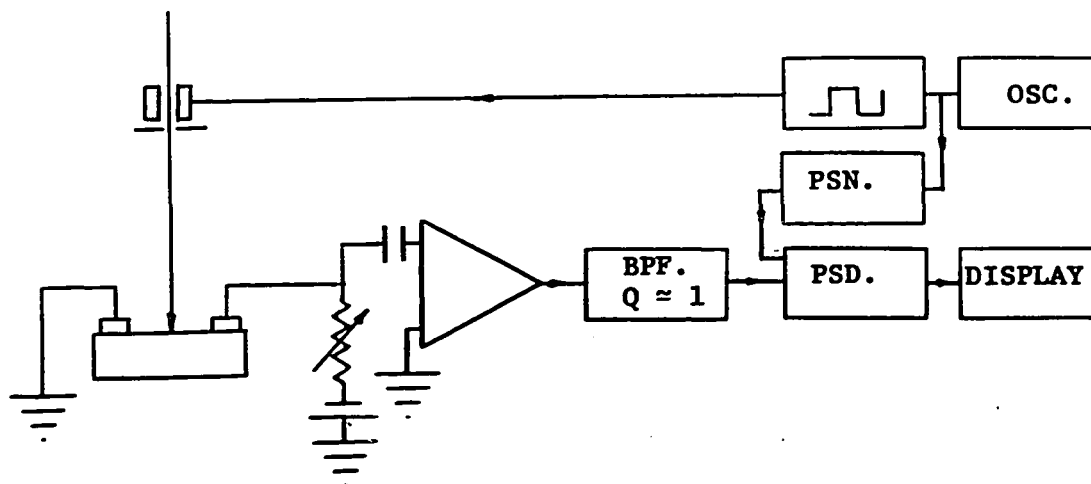 OSC.
PSN.
BPF.
Q ≃ 1
PSD.
DISPLAY